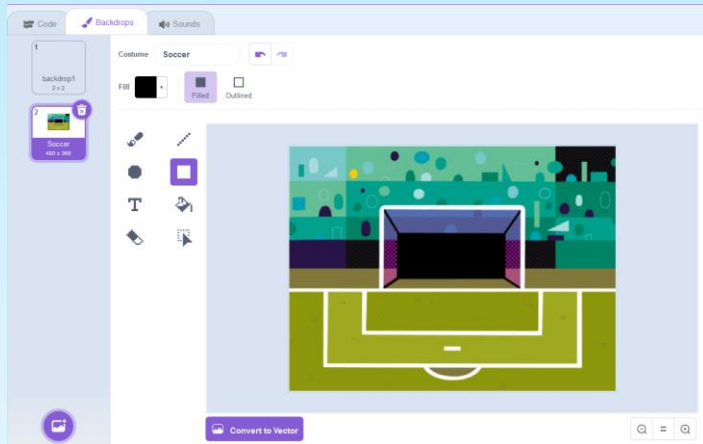 Code
Backdrops
Sounds
1
backdrop1
2 x 2
2
Soccer
480 x 360
Costume
Soccer
Fill
Filled
Outlined
T
Convert to Vector